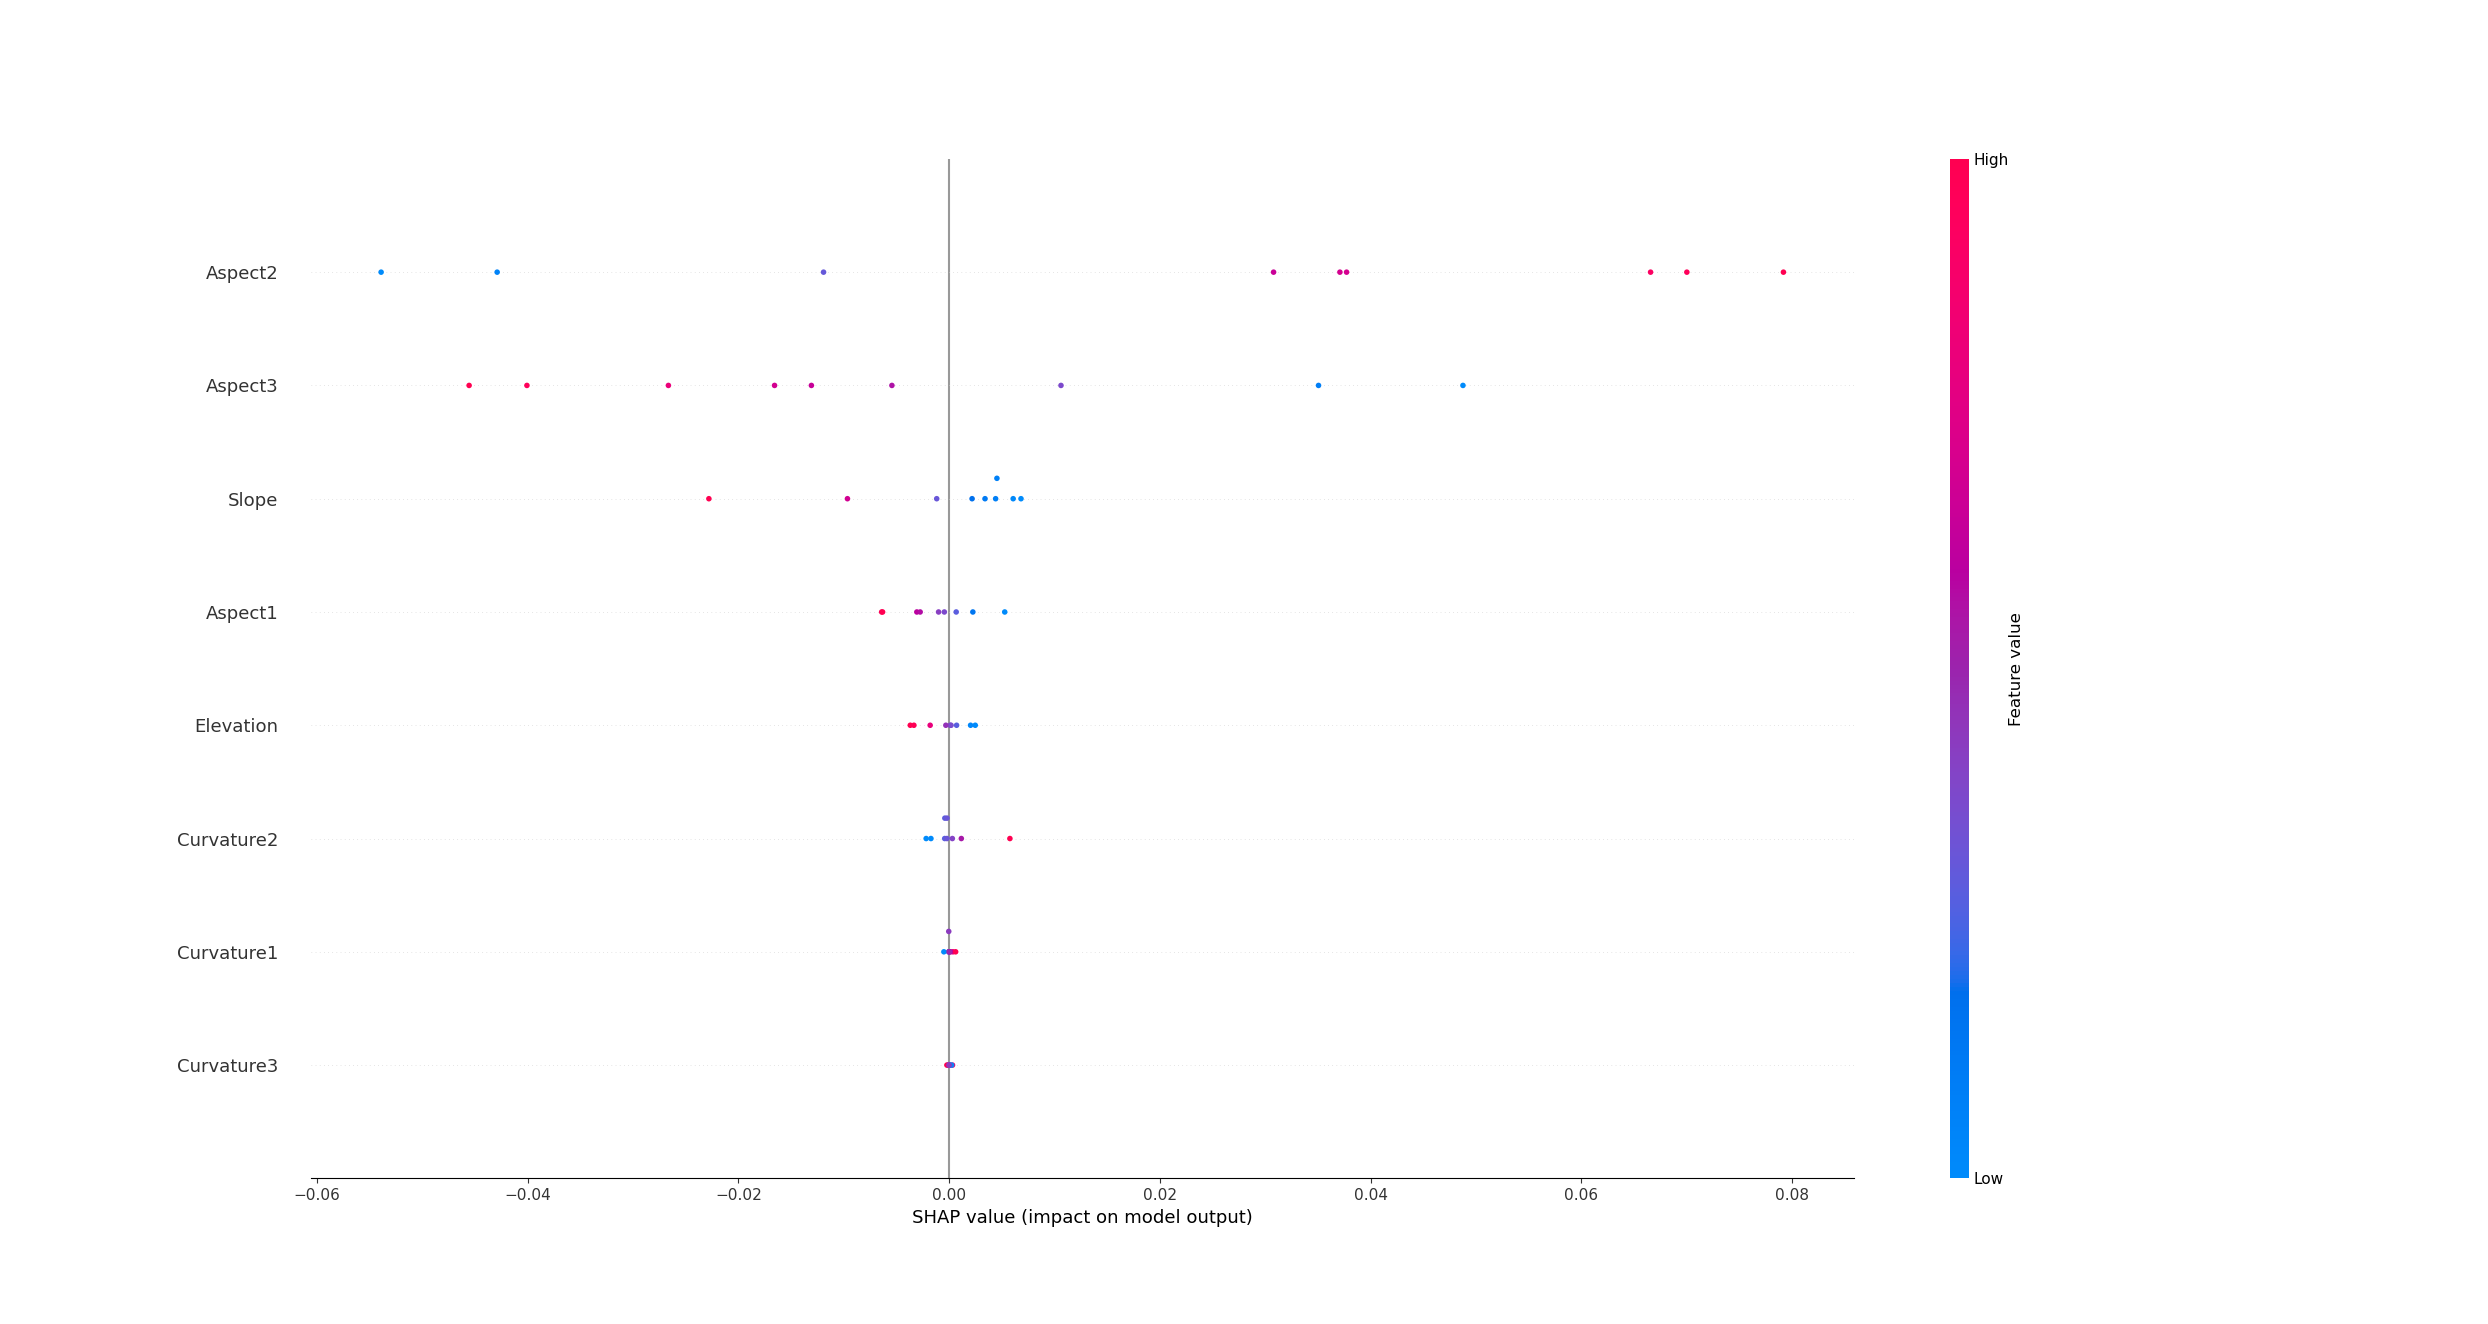 High
Aspect2
Aspect3
Slope
Aspect1
Feature value
Elevation
Curvature2
Curvature1
Curvature3
Low
−0.06 −0.04 −0.02 0.00 0.02 0.04 0.06 0.08
SHAP value (impact on model output)